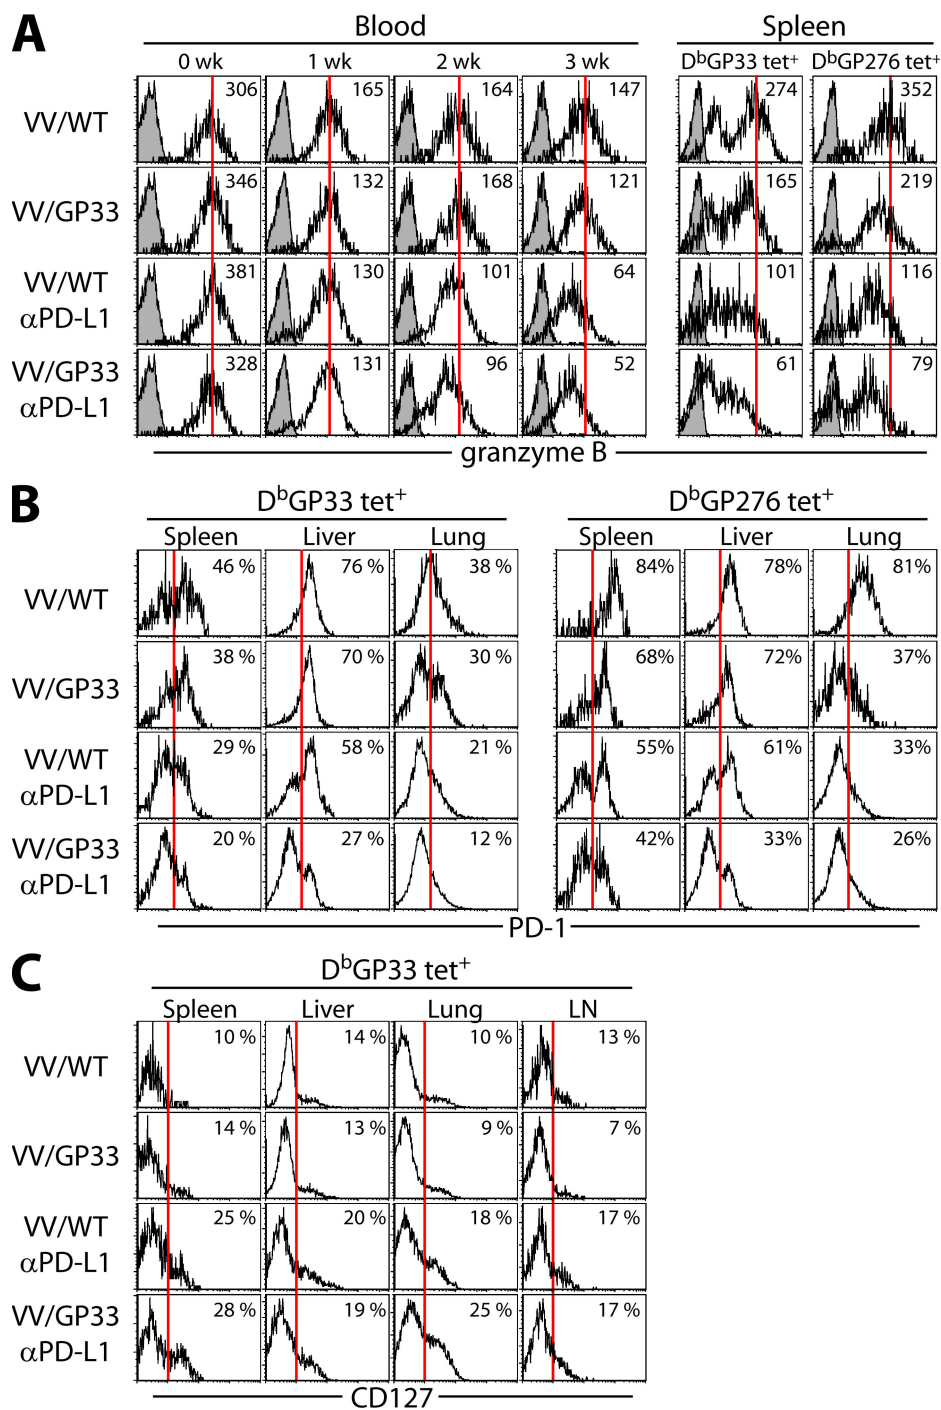 A
Blood Spleen
0 wk 1 wk 2 wk 3 wk DᵇGP33 tet⁺ DᵇGP276 tet⁺
VV/WT 306 165 164 147 274 352
VV/GP33 346 132 168 121 165 219
VV/WT
αPD-L1 381 130 101 64 101 116
VV/GP33
αPD-L1 328 131 96 52 61 79
granzyme B
B
DᵇGP33 tet⁺ DᵇGP276 tet⁺
Spleen Liver Lung Spleen Liver Lung
VV/WT 46 % 76 % 38 % 84% 78% 81%
VV/GP33 38 % 70 % 30 % 68% 72% 37%
VV/WT
αPD-L1 29 % 58 % 21 % 55% 61% 33%
VV/GP33
αPD-L1 20 % 27 % 12 % 42% 33% 26%
PD-1
C
DᵇGP33 tet⁺
Spleen Liver Lung LN
VV/WT 10 % 14 % 10 % 13 %
VV/GP33 14 % 13 % 9 % 7 %
VV/WT
αPD-L1 25 % 20 % 18 % 17 %
VV/GP33
αPD-L1 28 % 19 % 25 % 17 %
CD127